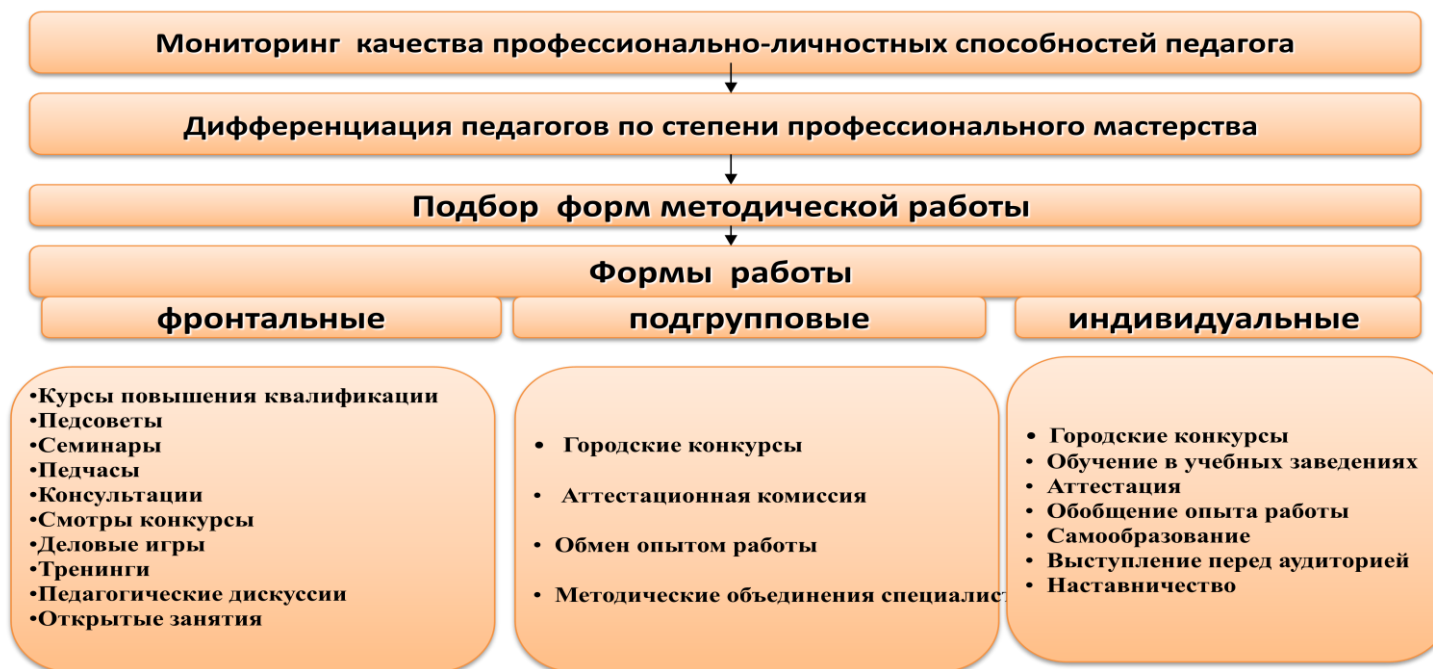 Мониторинг качества профессионально-личностных способностей педагога
Дифференциация педагогов по степени профессионального мастерства
Подбор форм методической работы
Формы работы
фронтальные
•Курсы повышения квалификации
•Педсоветы
•Семинары
•Педчасы
•Консультации
•Смотры конкурсы
•Деловые игры
•Тренинги
•Педагогические дискуссии
•Открытые занятия
подгрупповые
• Городские конкурсы
• Аттестационная комиссия
• Обмен опытом работы
• Методические объединения
индивидуальные
• Городские конкурсы
• Обучение в учебных заведениях
• Аттестация
• Обобщение опыта работы
• Самообразование
• Выступление перед аудиторией
• Наставничество